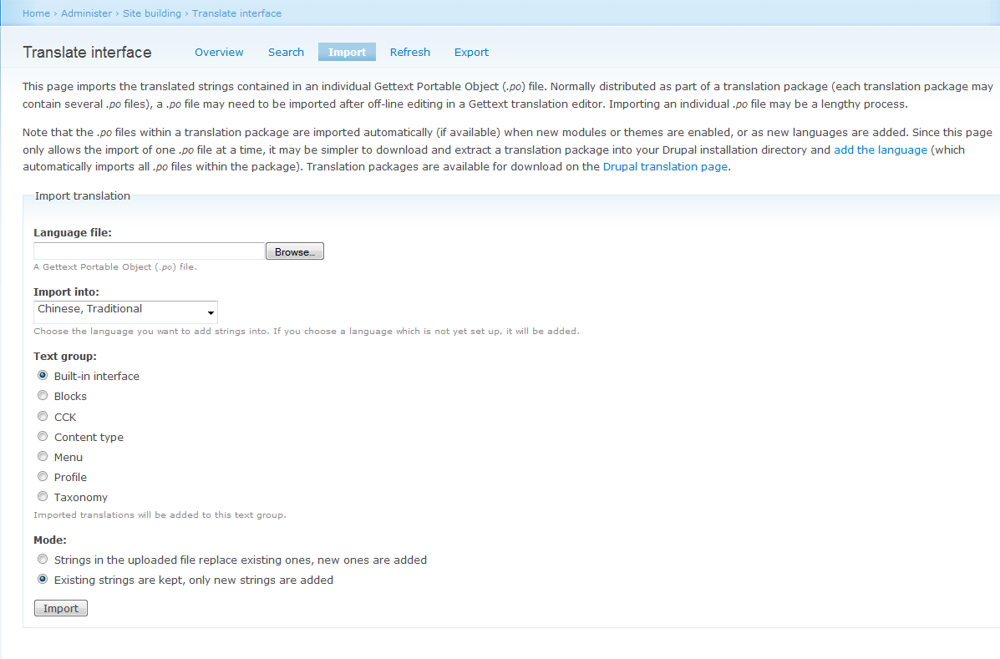 Home › Administer › Site building › Translate interface
Translate interface Overview Search Import Refresh Export
This page imports the translated strings contained in an individual Gettext Portable Object (.po) file. Normally distributed as part of a translation package (each translation package may
contain several .po files), a .po file may need to be imported after off-line editing in a Gettext translation editor. Importing an individual .po file may be a lengthy process.
Note that the .po files within a translation package are imported automatically (if available) when new modules or themes are enabled, or as new languages are added. Since this page
only allows the import of one .po file at a time, it may be simpler to download and extract a translation package into your Drupal installation directory and add the language (which
automatically imports all .po files within the package). Translation packages are available for download on the Drupal translation page.
Import translation
Language file:
Browse...
A Gettext Portable Object (.po) file.
Import into:
Chinese, Traditional
Choose the language you want to add strings into. If you choose a language which is not yet set up, it will be added.
Text group:
Built-in interface
Blocks
CCK
Content type
Menu
Profile
Taxonomy
Imported translations will be added to this text group.
Mode:
Strings in the uploaded file replace existing ones, new ones are added
Existing strings are kept, only new strings are added
Import